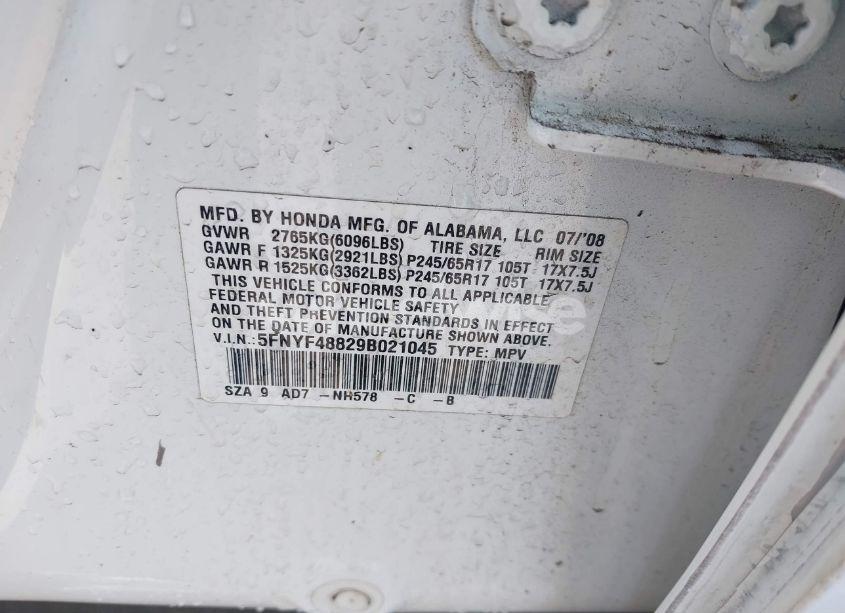 MFD. BY HONDA MFG. OF ALABAMA, LLC 07/'08
GVWR 2765KG(6096LBS) TIRE SIZE RIM SIZE
GAWR F 1325KG(2921LBS) P245/65R17 105T 17X7.5J
GAWR R 1525KG(3362LBS) P245/65R17 105T 17X7.5J
THIS VEHICLE CONFORMS TO ALL APPLICABLE
FEDERAL MOTOR VEHICLE SAFETY
AND THEFT PREVENTION STANDARDS IN EFFECT
ON THE DATE OF MANUFACTURE SHOWN ABOVE.
V.I.N.: 5FNYF48829B021045 TYPE: MPV
SZA 9 AD7 -NH578 -C -B